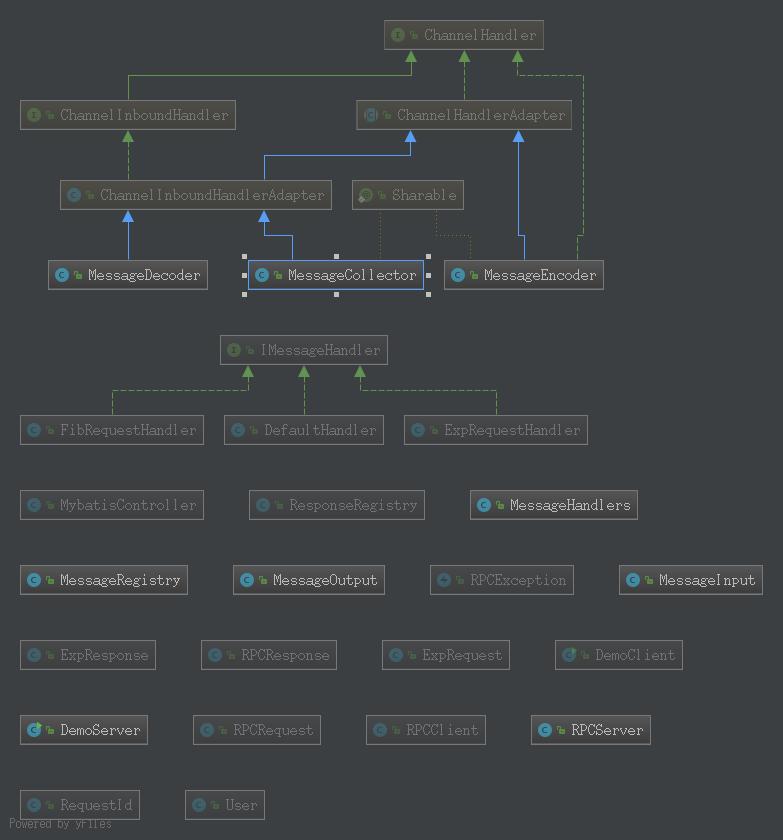 ChannelHandler
ChannelInboundHandler
ChannelHandlerAdapter
ChannelInboundHandlerAdapter
Sharable
MessageDecoder
MessageCollector
MessageEncoder
IMessageHandler
FibRequestHandler
DefaultHandler
ExpRequestHandler
MybatisController
ResponseRegistry
MessageHandlers
MessageRegistry
MessageOutput
RPCException
MessageInput
ExpResponse
RPCResponse
ExpRequest
DemoClient
DemoServer
RPCRequest
RPCClient
RPCServer
RequestId
User
Powered by yFiles